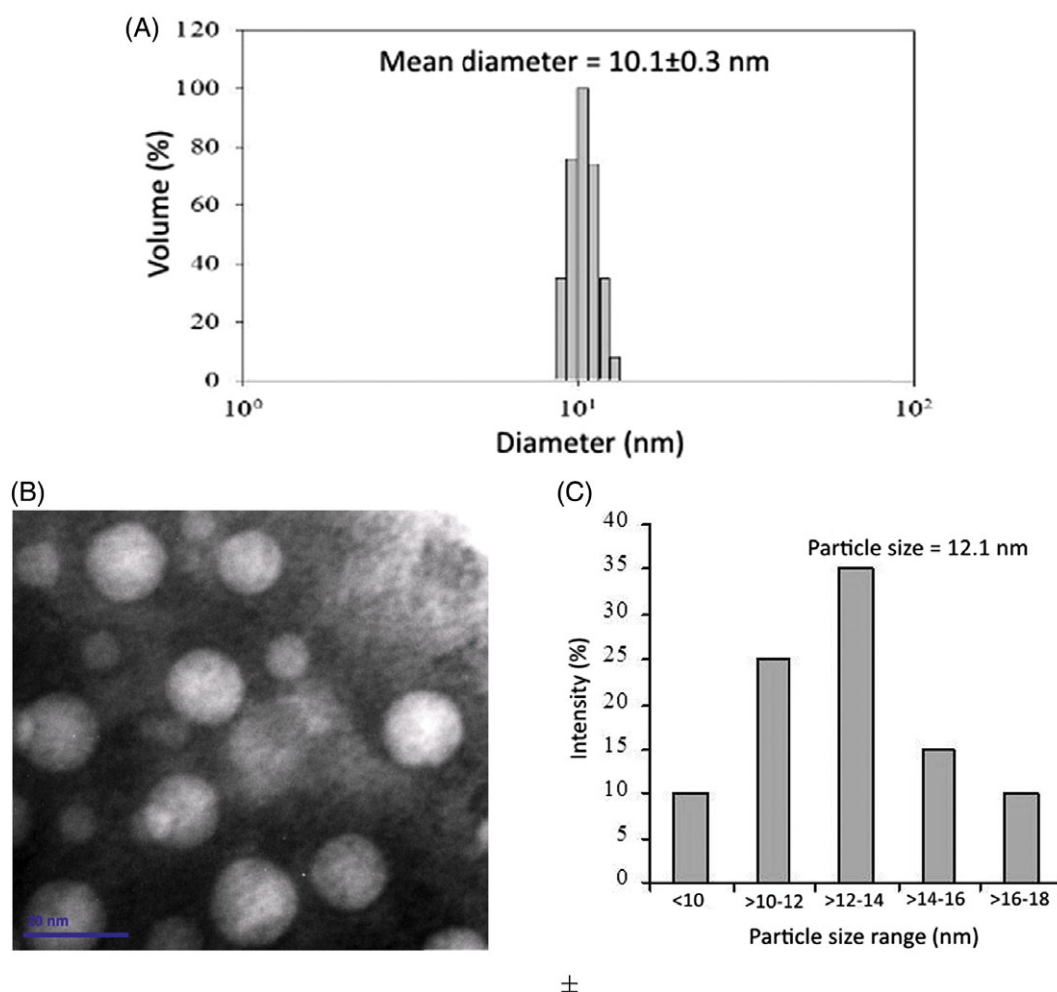 (A)
120
Mean diameter = 10.1±0.3 nm
100
80
60
40
20
0
Volume (%)
10⁰ 10¹ 10²
Diameter (nm)
(B)
nm
(C)
40
Particle size = 12.1 nm
35
30
25
20
15
10
5
0
Intensity (%)
<10 >10-12 >12-14 >14-16 >16-18
Particle size range (nm)
±